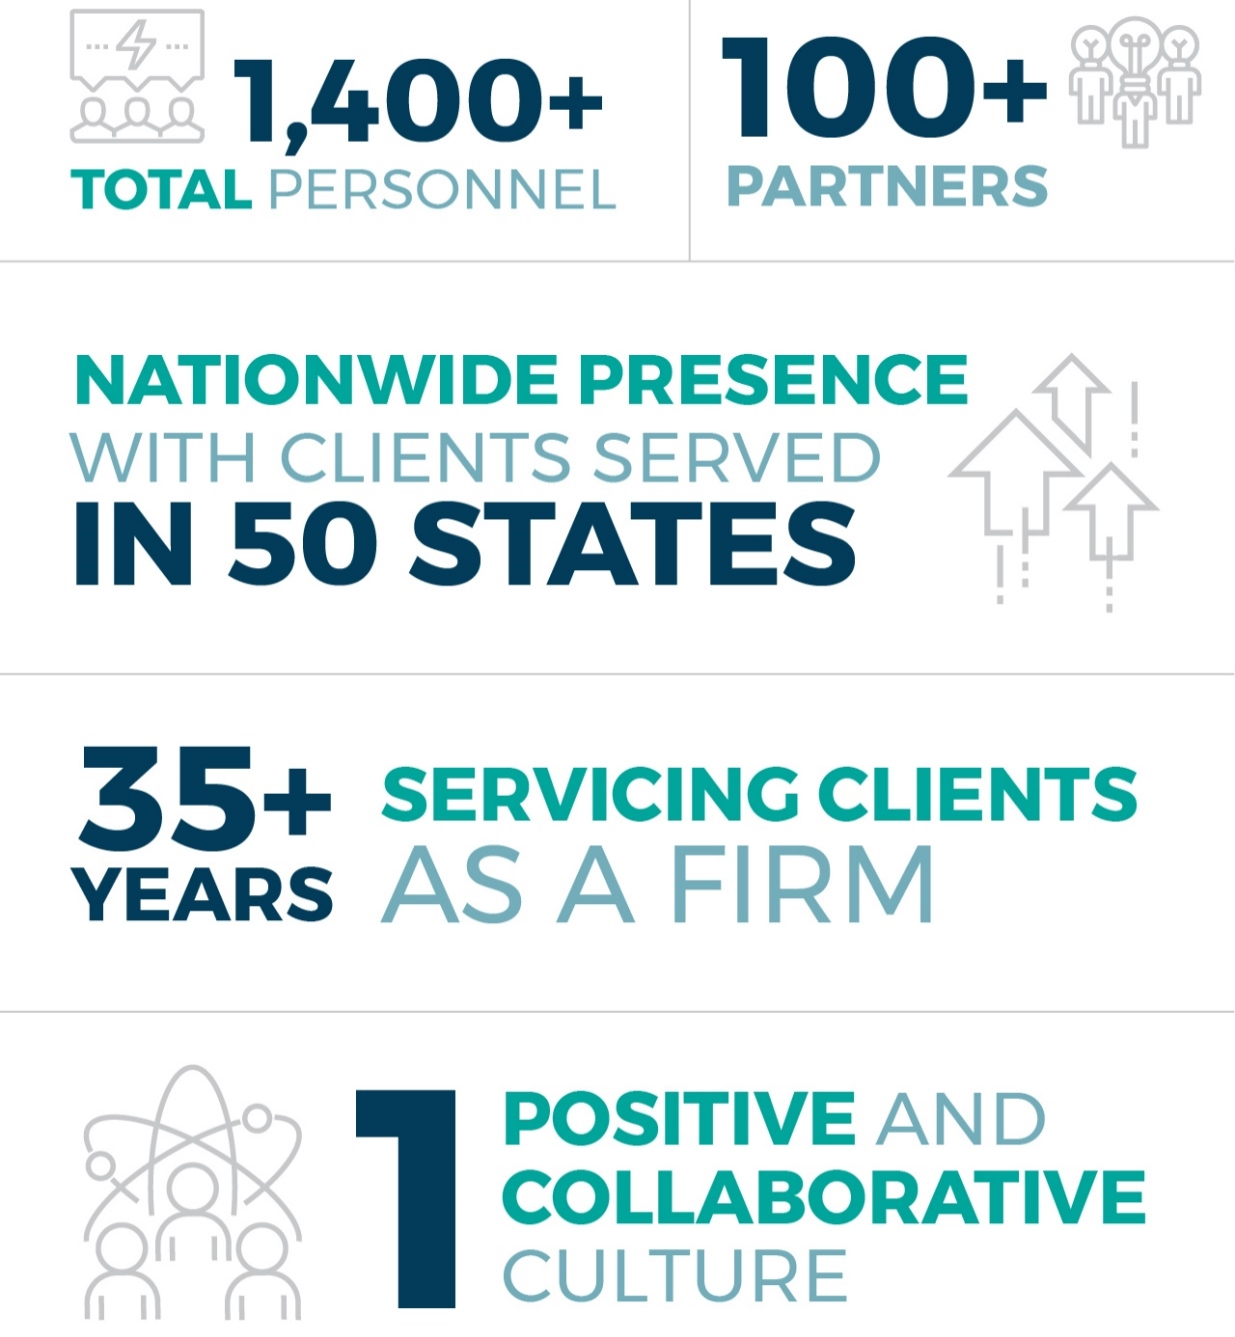 1,400+
TOTAL PERSONNEL
100+
PARTNERS
NATIONWIDE PRESENCE
WITH CLIENTS SERVED
IN 50 STATES
35+
YEARS
SERVICING CLIENTS
AS A FIRM
1
POSITIVE AND
COLLABORATIVE
CULTURE